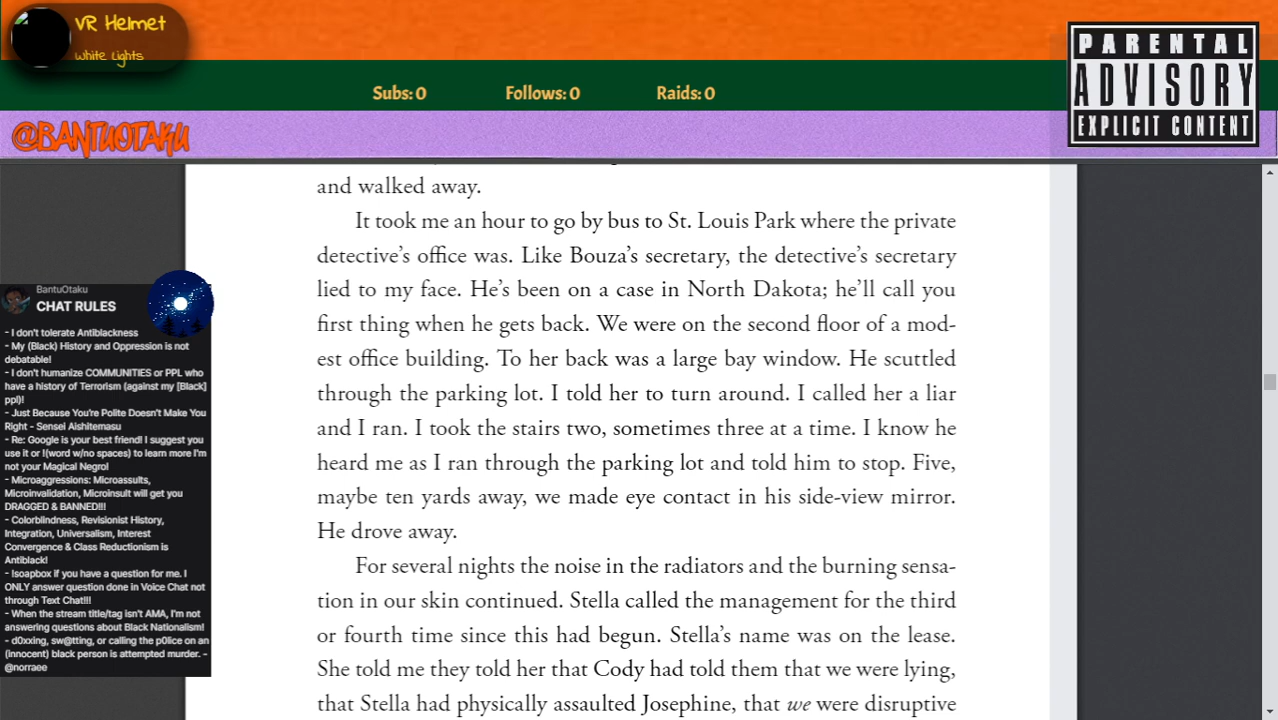 VR Helmet
White Lights
PARENTAL
ADVISORY
EXPLICIT CONTENT
Subs: 0
Follows: 0
Raids: 0
@BANTUOTAKU
and walked away.
It took me an hour to go by bus to St. Louis Park where the private
detective's office was. Like Bouza's secretary, the detective's secretary
lied to my face. He's been on a case in North Dakota; he'll call you
first thing when he gets back. We were on the second floor of a mod-
est office building. To her back was a large bay window. He scuttled
through the parking lot. I told her to turn around. I called her a liar
and I ran. I took the stairs two, sometimes three at a time. I know he
heard me as I ran through the parking lot and told him to stop. Five,
maybe ten yards away, we made eye contact in his side-view mirror.
He drove away.
For several nights the noise in the radiators and the burning sensa-
tion in our skin continued. Stella called the management for the third
or fourth time since this had begun. Stella's name was on the lease.
She told me they told her that Cody had told them that we were lying,
that Stella had physically assaulted Josephine, that we were disruptive
BantuOtaku
CHAT RULES
- I don't tolerate Antiblackness
- My (Black) History and Oppression is not
debatable!
- I don't humanize COMMUNITIES or PPL who
have a history of Terrorism (against my [Black]
ppl)!
- Just Because You're Polite Doesn't Make You
Right - Sensei Aishitemasu
- Re: Google is your best friend! I suggest you
use it or !(word w/no spaces) to learn more I'm
not your Magical Negro!
- Microaggressions: Microassults,
Microinvalidation, Microinsult will get you
DRAGGED & BANNED!!!
- Colorblindness, Revisionist History,
Integration, Universalism, Interest
Convergence & Class Reductionism is
Antiblack!
- !soapbox if you have a question for me. I
ONLY answer question done in Voice Chat not
through Text Chat!!!
- When the stream title/tag isn't AMA, I'm not
answering questions about Black Nationalism!
- d0xxing, sw@tting, or calling the p0lice on an
(innocent) black person is attempted murder. -
@norraee